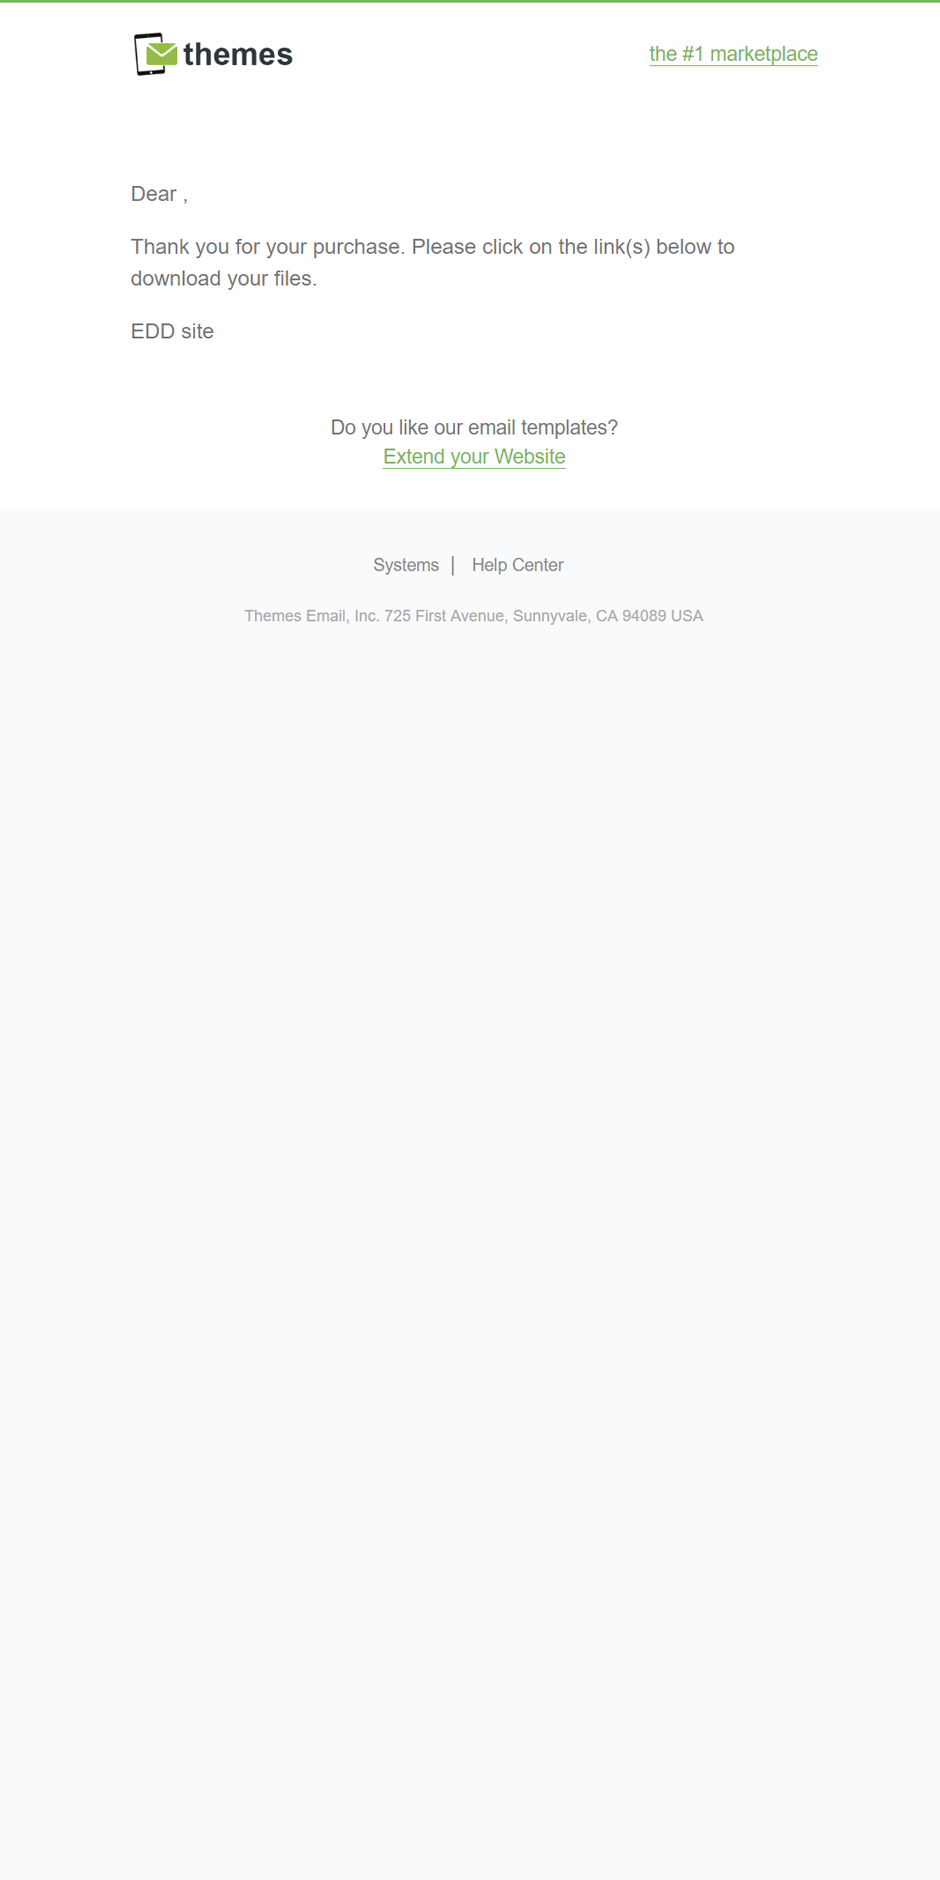 themes
the #1 marketplace
Dear ,
Thank you for your purchase. Please click on the link(s) below to
download your files.
EDD site
Do you like our email templates?
Extend your Website
Systems | Help Center
Themes Email, Inc. 725 First Avenue, Sunnyvale, CA 94089 USA